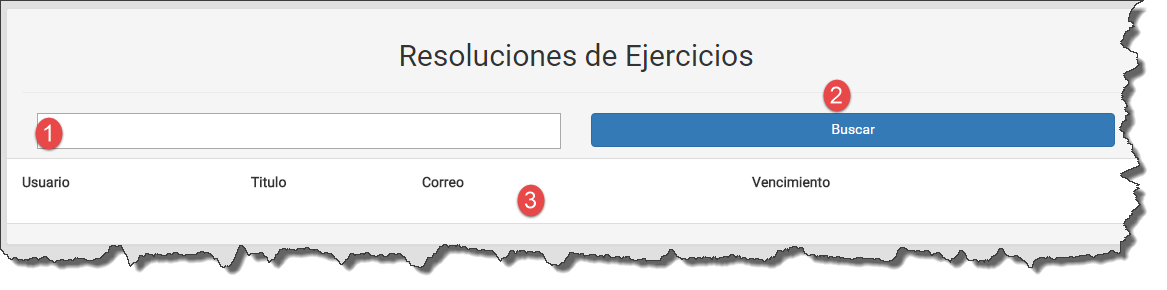 Resoluciones de Ejercicios
2
1 Buscar
Usuario Titulo Correo Vencimiento
3